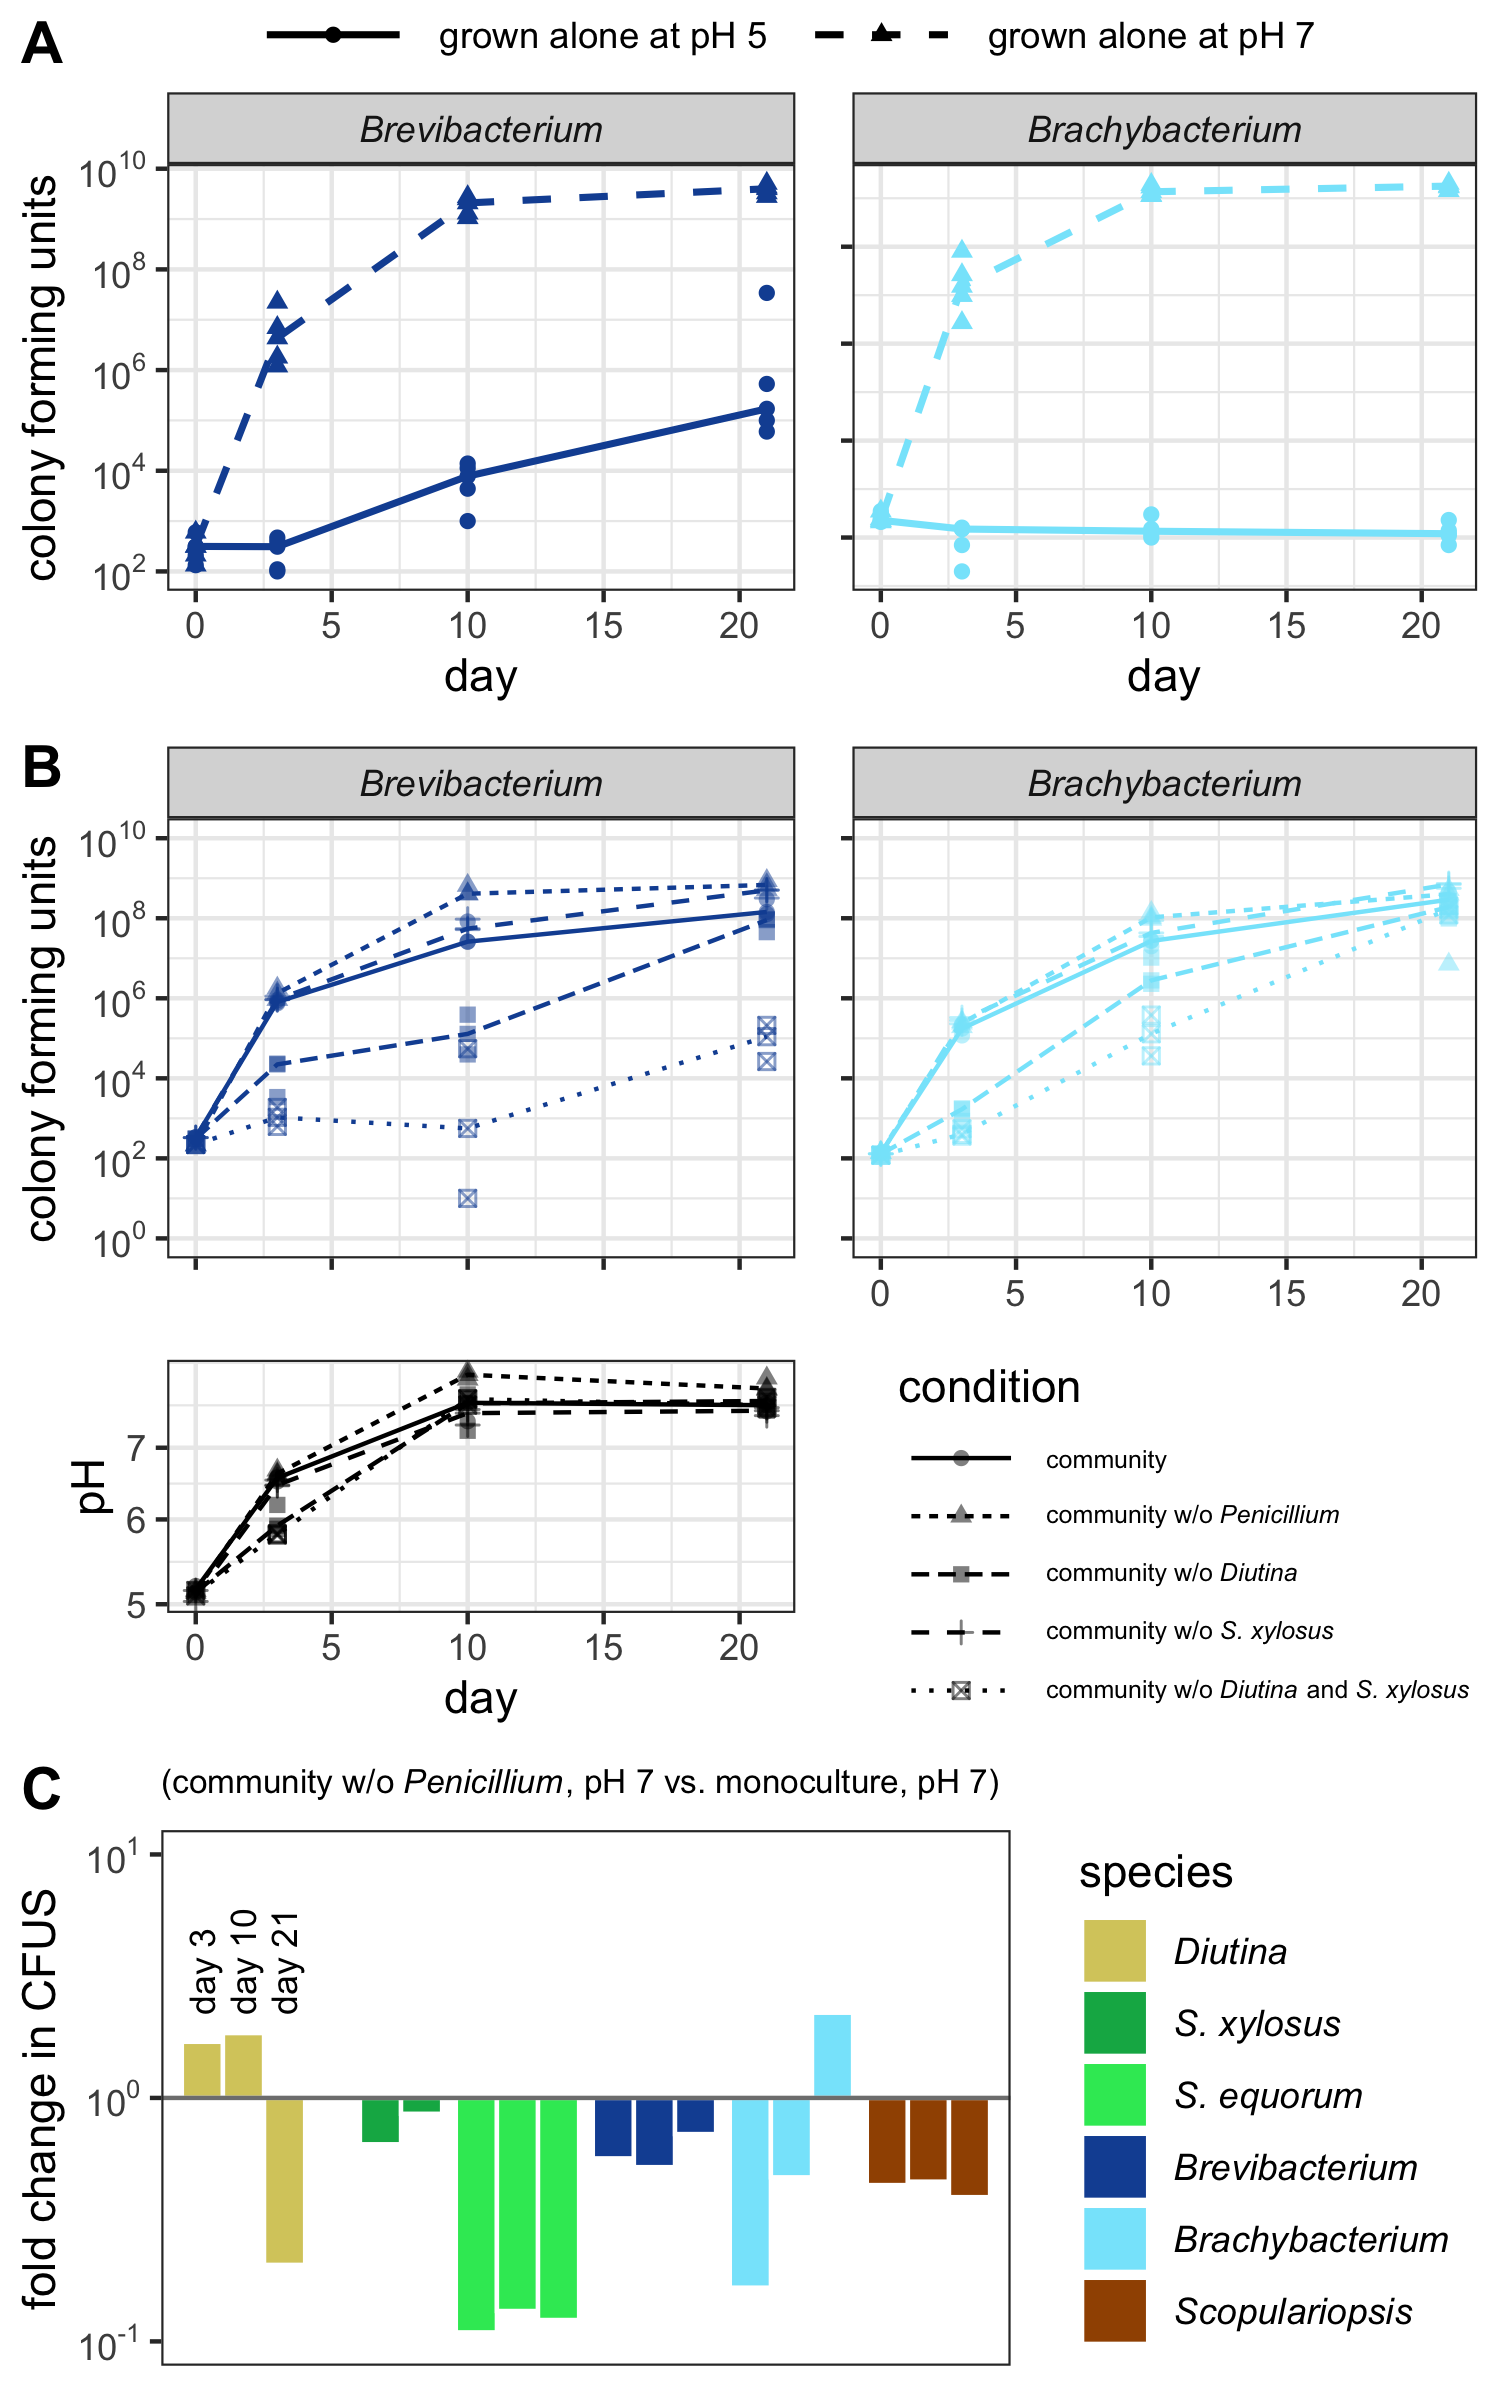 A
grown alone at pH 5
grown alone at pH 7
Brevibacterium
Brachybacterium
colony forming units
10^10
10^8
10^6
10^4
10^2
0 5 10 15 20
0 5 10 15 20
day
day
B
Brevibacterium
Brachybacterium
colony forming units
10^10
10^8
10^6
10^4
10^2
10^0
0 5 10 15 20
pH
7
6
5
0 5 10 15 20
day
condition
community
community w/o Penicillium
community w/o Diutina
community w/o S. xylosus
community w/o Diutina and S. xylosus
C
(community w/o Penicillium, pH 7 vs. monoculture, pH 7)
fold change in CFUS
10^1
10^0
10^-1
day 3
day 10
day 21
species
Diutina
S. xylosus
S. equorum
Brevibacterium
Brachybacterium
Scopulariopsis